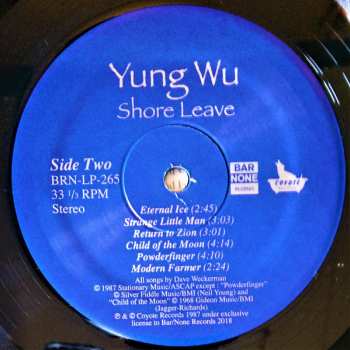 Yung Wu
Shore Leave
Side Two
BRN-LP-265
33 1/3 RPM
Stereo
BAR
NONE
RECORDS
coyote
Eternal Ice (2:45)
Strange Little Man (3:03)
Return to Zion (3:01)
Child of the Moon (4:14)
Powderfinger (4:10)
Modern Farmer (2:24)
All songs by Dave Weckerman
© 1987 Stationary Music/ASCAP except : "Powderfinger"
© Silver Fiddle Music/BMI (Neil Young) and
"Child of the Moon" © 1968 Gideon Music/BMI
(Jagger-Richards)
℗ & © Coyote Records 1987 under exclusive
license to Bar/None Records 2018